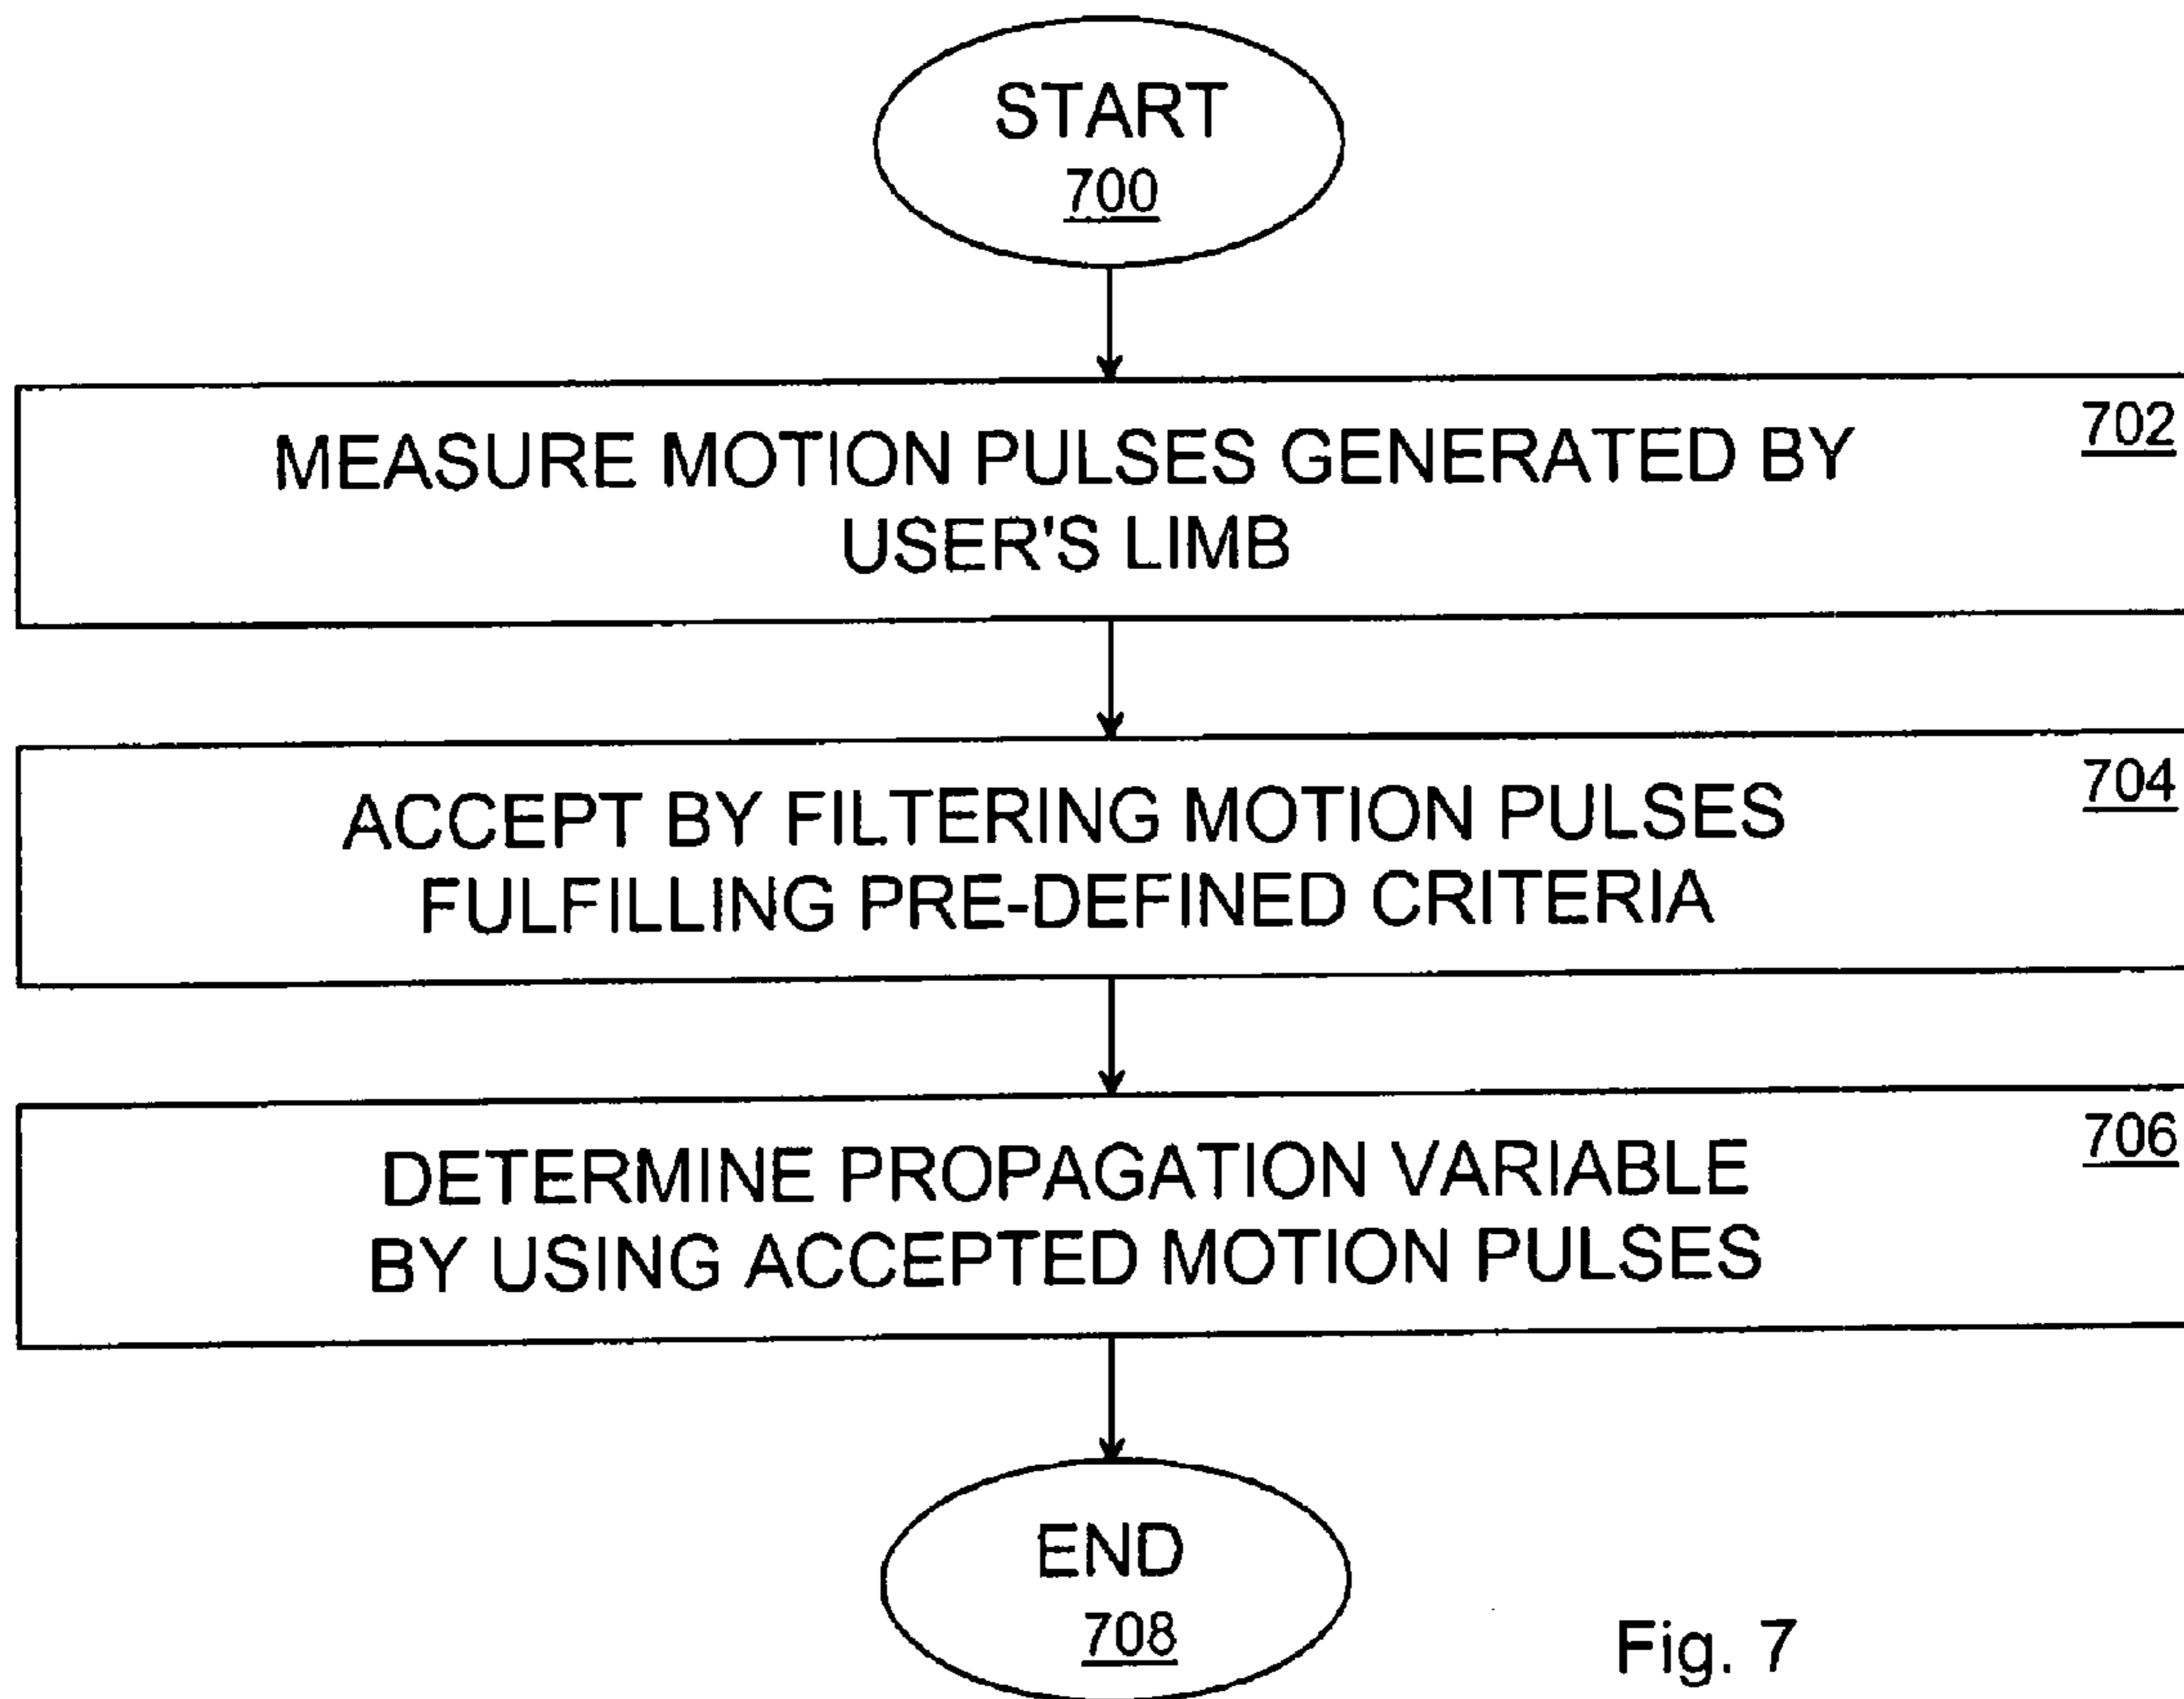 START
700
702
MEASURE MOTION PULSES GENERATED BY
USER'S LIMB
704
ACCEPT BY FILTERING MOTION PULSES
FULFILLING PRE-DEFINED CRITERIA
706
DETERMINE PROPAGATION VARIABLE
BY USING ACCEPTED MOTION PULSES
END
708
Fig. 7